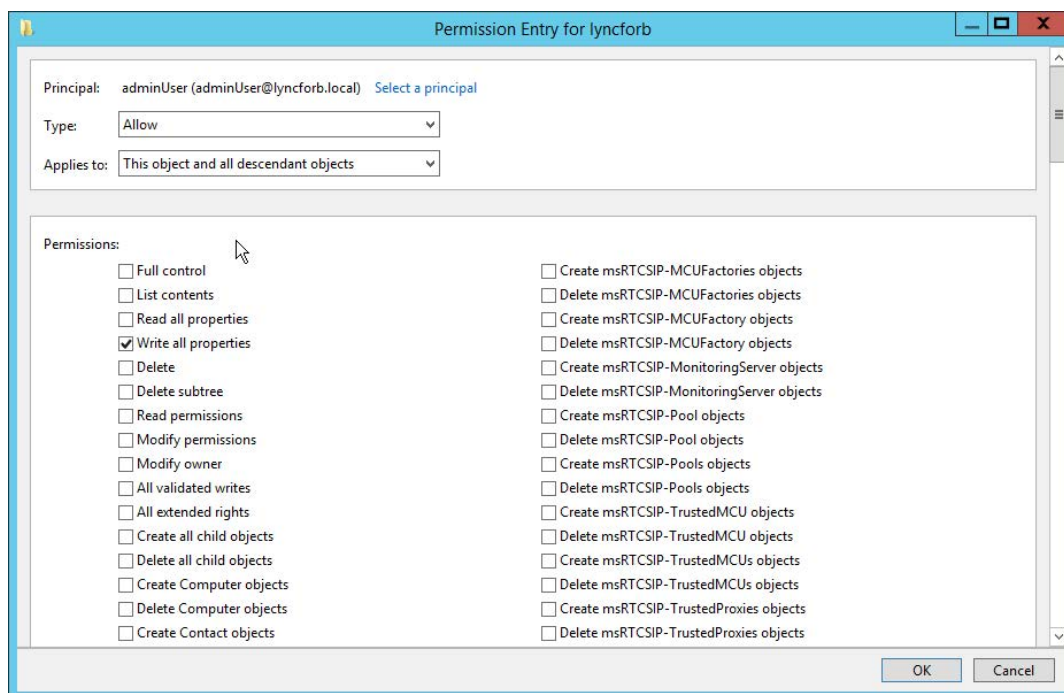 Permission Entry for lyncforb
Principal: adminUser (adminUser@lyncforb.local) Select a principal
Type: Allow
Applies to: This object and all descendant objects
Permissions:
Full control
List contents
Read all properties
Write all properties
Delete
Delete subtree
Read permissions
Modify permissions
Modify owner
All validated writes
All extended rights
Create all child objects
Delete all child objects
Create Computer objects
Delete Computer objects
Create Contact objects
Create msRTCSIP-MCUFactories objects
Delete msRTCSIP-MCUFactories objects
Create msRTCSIP-MCUFactory objects
Delete msRTCSIP-MCUFactory objects
Create msRTCSIP-MonitoringServer objects
Delete msRTCSIP-MonitoringServer objects
Create msRTCSIP-Pool objects
Delete msRTCSIP-Pool objects
Create msRTCSIP-Pools objects
Delete msRTCSIP-Pools objects
Create msRTCSIP-TrustedMCU objects
Delete msRTCSIP-TrustedMCU objects
Create msRTCSIP-TrustedMCUs objects
Delete msRTCSIP-TrustedMCUs objects
Create msRTCSIP-TrustedProxies objects
Delete msRTCSIP-TrustedProxies objects
OK Cancel